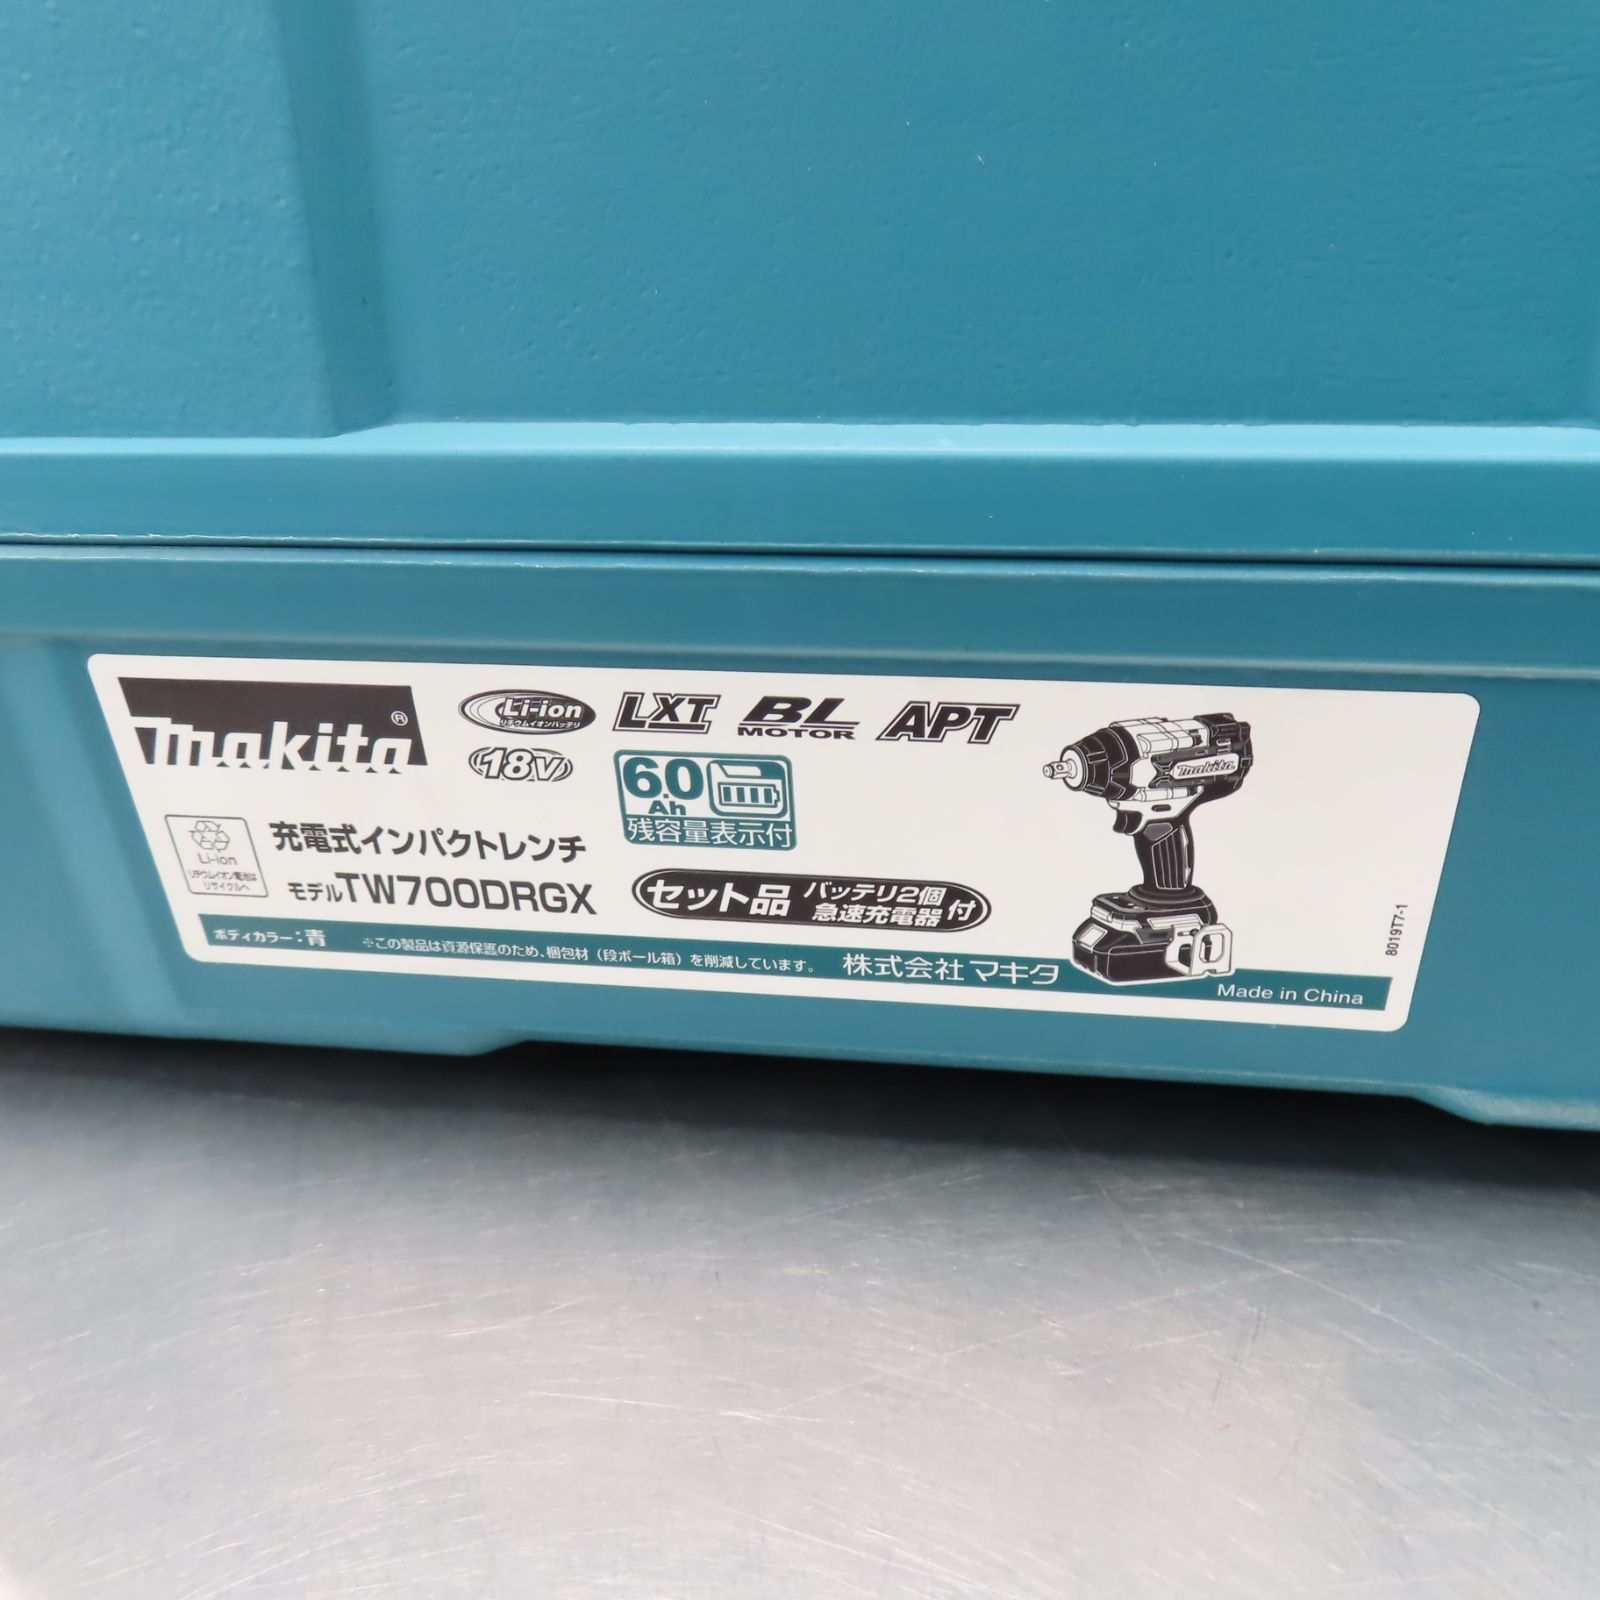 makita®
Li-ion
リチウムイオンバッテリ
LXT
BL
MOTOR
APT
18V
6.0
Ah
残容量表示付
Li-ion
リチウムイオン電池は
リサイクルへ
充電式インパクトレンチ
モデルTW700DRGX
セット品 バッテリ2個
急速充電器 付
makita
8019T7-1
ボディカラー:青
※この製品は資源保護のため、梱包材(段ボール箱)を削減しています。
株式会社マキタ
Made in China